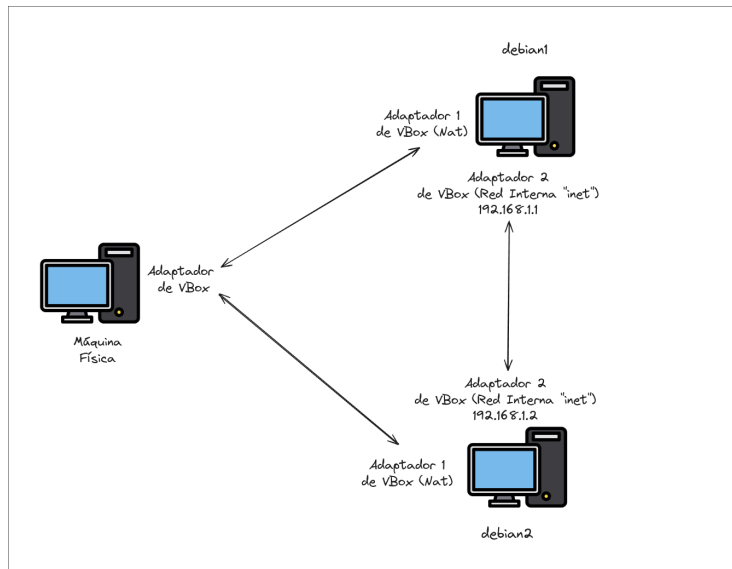 debian1
Adaptador 1
de VBox (Nat)
Adaptador 2
de VBox (Red Interna "inet")
192.168.1.1
Adaptador
de VBox
Máquina
Física
Adaptador 2
de VBox (Red Interna "inet")
192.168.1.2
Adaptador 1
de VBox (Nat)
debian2